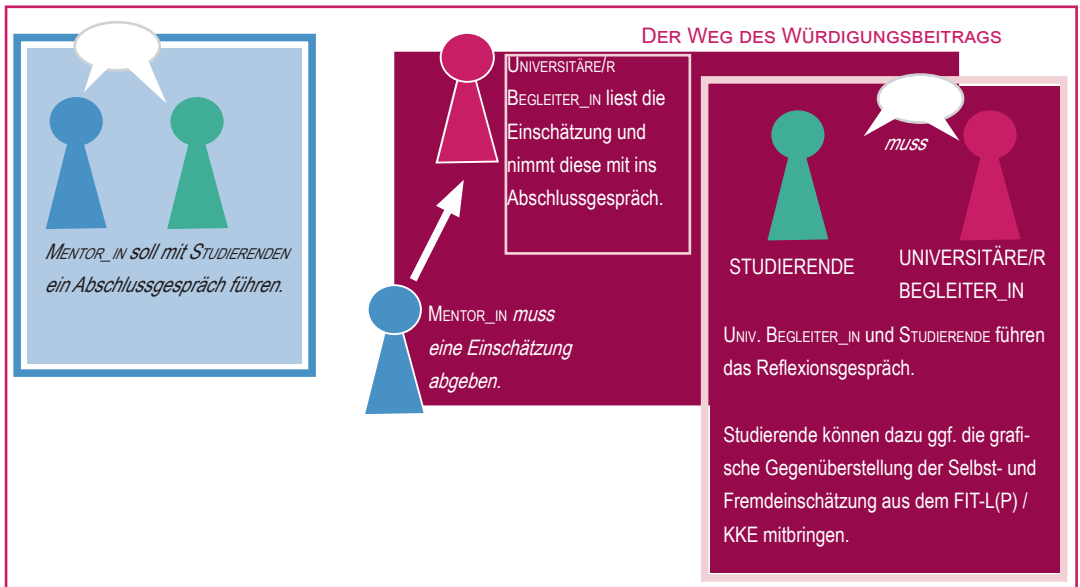 Der Weg des Würdigungsbeitrags
Mentor_in soll mit Studierenden
ein Abschlussgespräch führen.
Universitäre/r
Begleiter_in liest die
Einschätzung und
nimmt diese mit ins
Abschlussgespräch.
Mentor_in muss
eine Einschätzung
abgeben.
muss
STUDIERENDE
UNIVERSITÄRE/R
BEGLEITER_IN
Univ. Begleiter_in und Studierende führen
das Reflexionsgespräch.
Studierende können dazu ggf. die grafi-
sche Gegenüberstellung der Selbst- und
Fremdeinschätzung aus dem FIT-L(P) /
KKE mitbringen.